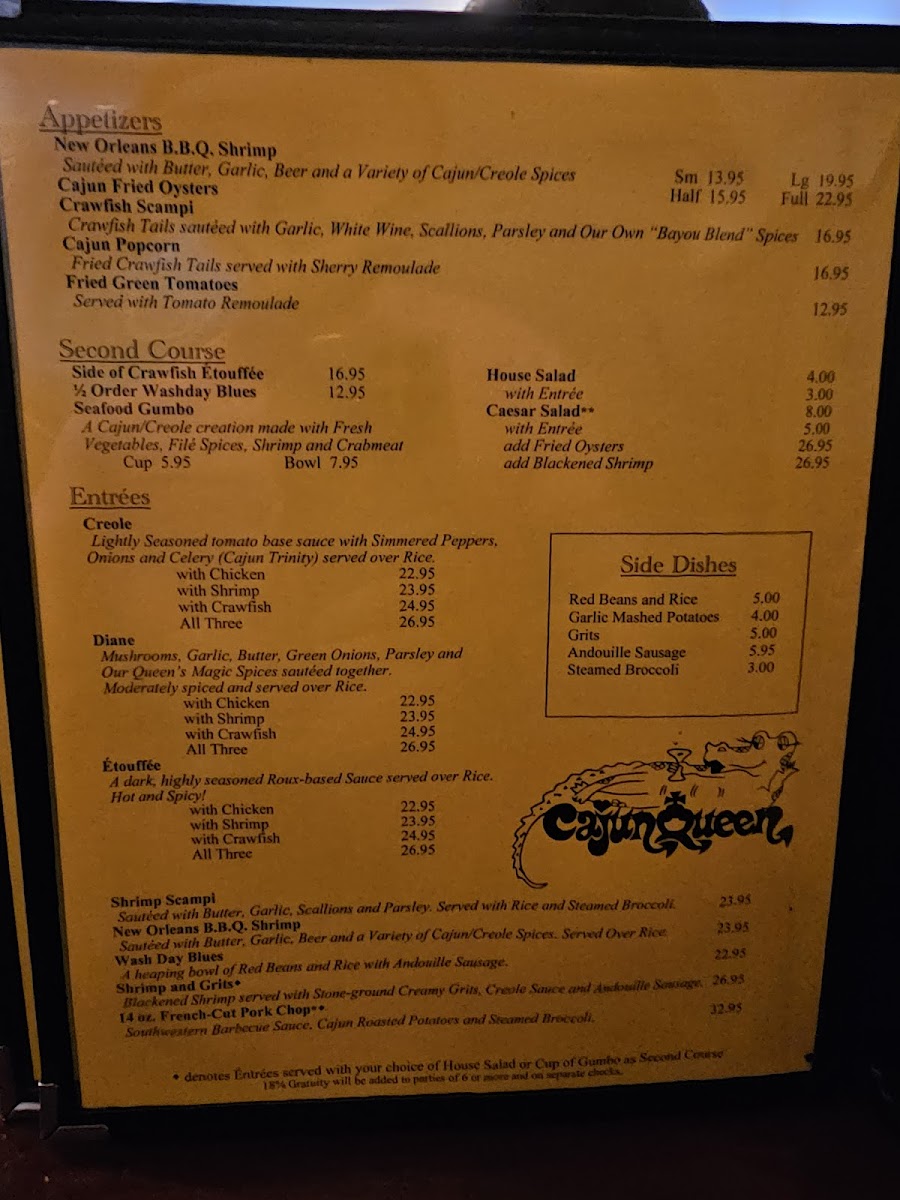 Appetizers
New Orleans B.B.Q. Shrimp
Sautéed with Butter, Garlic, Beer and a Variety of Cajun/Creole Spices Sm 13.95 Lg 19.95
Cajun Fried Oysters Half 15.95 Full 22.95
Crawfish Scampi
Crawfish Tails sautéed with Garlic, White Wine, Scallions, Parsley and Our Own "Bayou Blend" Spices 16.95
Cajun Popcorn
Fried Crawfish Tails served with Sherry Remoulade 16.95
Fried Green Tomatoes
Served with Tomato Remoulade 12.95
Second Course
Side of Crawfish Étouffée 16.95
½ Order Washday Blues 12.95
Seafood Gumbo
A Cajun/Creole creation made with Fresh
Vegetables, Filé Spices, Shrimp and Crabmeat
Cup 5.95 Bowl 7.95
House Salad 4.00
with Entrée 3.00
Caesar Salad** 8.00
with Entrée 5.00
add Fried Oysters 26.95
add Blackened Shrimp 26.95
Entrées
Creole
Lightly Seasoned tomato base sauce with Simmered Peppers,
Onions and Celery (Cajun Trinity) served over Rice.
with Chicken 22.95
with Shrimp 23.95
with Crawfish 24.95
All Three 26.95
Diane
Mushrooms, Garlic, Butter, Green Onions, Parsley and
Our Queen's Magic Spices sautéed together.
Moderately spiced and served over Rice.
with Chicken 22.95
with Shrimp 23.95
with Crawfish 24.95
All Three 26.95
Étouffée
A dark, highly seasoned Roux-based Sauce served over Rice.
Hot and Spicy!
with Chicken 22.95
with Shrimp 23.95
with Crawfish 24.95
All Three 26.95
Side Dishes
Red Beans and Rice 5.00
Garlic Mashed Potatoes 4.00
Grits 5.00
Andouille Sausage 5.95
Steamed Broccoli 3.00
Cajun Queen
Shrimp Scampi 23.95
Sautéed with Butter, Garlic, Scallions and Parsley. Served with Rice and Steamed Broccoli.
New Orleans B.B.Q. Shrimp 23.95
Sautéed with Butter, Garlic, Beer and a Variety of Cajun/Creole Spices. Served Over Rice.
Wash Day Blues 22.95
A heaping bowl of Red Beans and Rice with Andouille Sausage.
Shrimp and Grits* 26.95
Blackened Shrimp served with Stone-ground Creamy Grits, Creole Sauce and Andouille Sausage.
14 oz. French-Cut Pork Chop** 32.95
Southwestern Barbecue Sauce, Cajun Roasted Potatoes and Steamed Broccoli.
* denotes Entrées served with your choice of House Salad or Cup of Gumbo as Second Course
18% Gratuity will be added to parties of 6 or more and on separate checks.